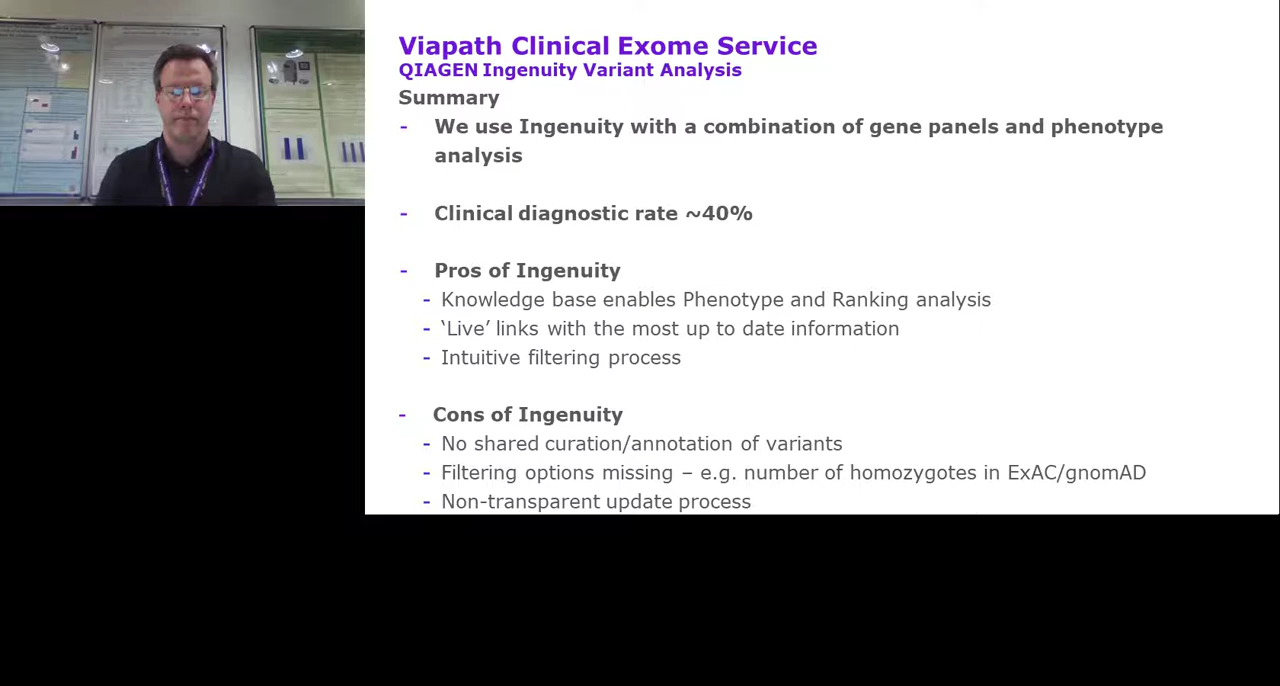 Viapath Clinical Exome Service
QIAGEN Ingenuity Variant Analysis
Summary
- We use Ingenuity with a combination of gene panels and phenotype
analysis
- Clinical diagnostic rate ~40%
- Pros of Ingenuity
- Knowledge base enables Phenotype and Ranking analysis
- ‘Live’ links with the most up to date information
- Intuitive filtering process
- Cons of Ingenuity
- No shared curation/annotation of variants
- Filtering options missing – e.g. number of homozygotes in ExAC/gnomAD
- Non-transparent update process